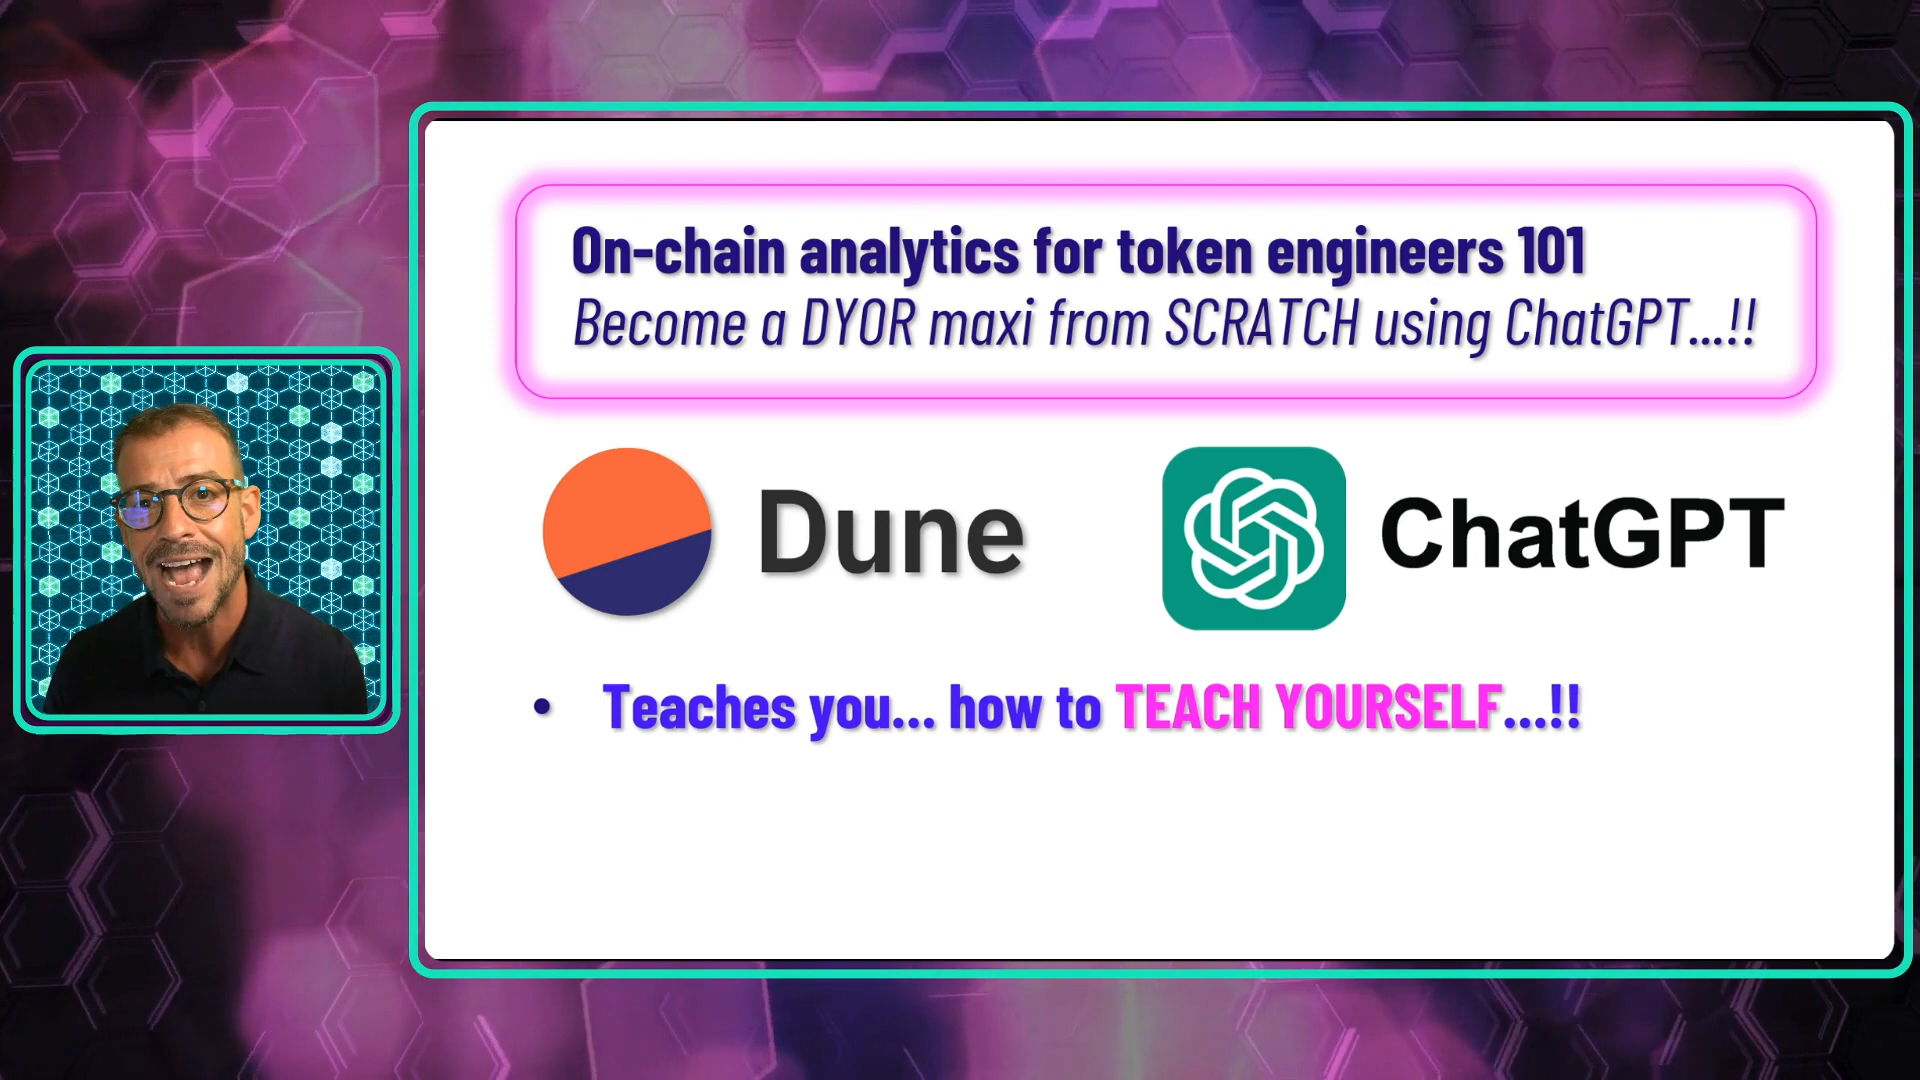 On-chain analytics for token engineers 101
Become a DYOR maxi from SCRATCH using ChatGPT...!!
Dune
ChatGPT
• Teaches you... how to TEACH YOURSELF...!!